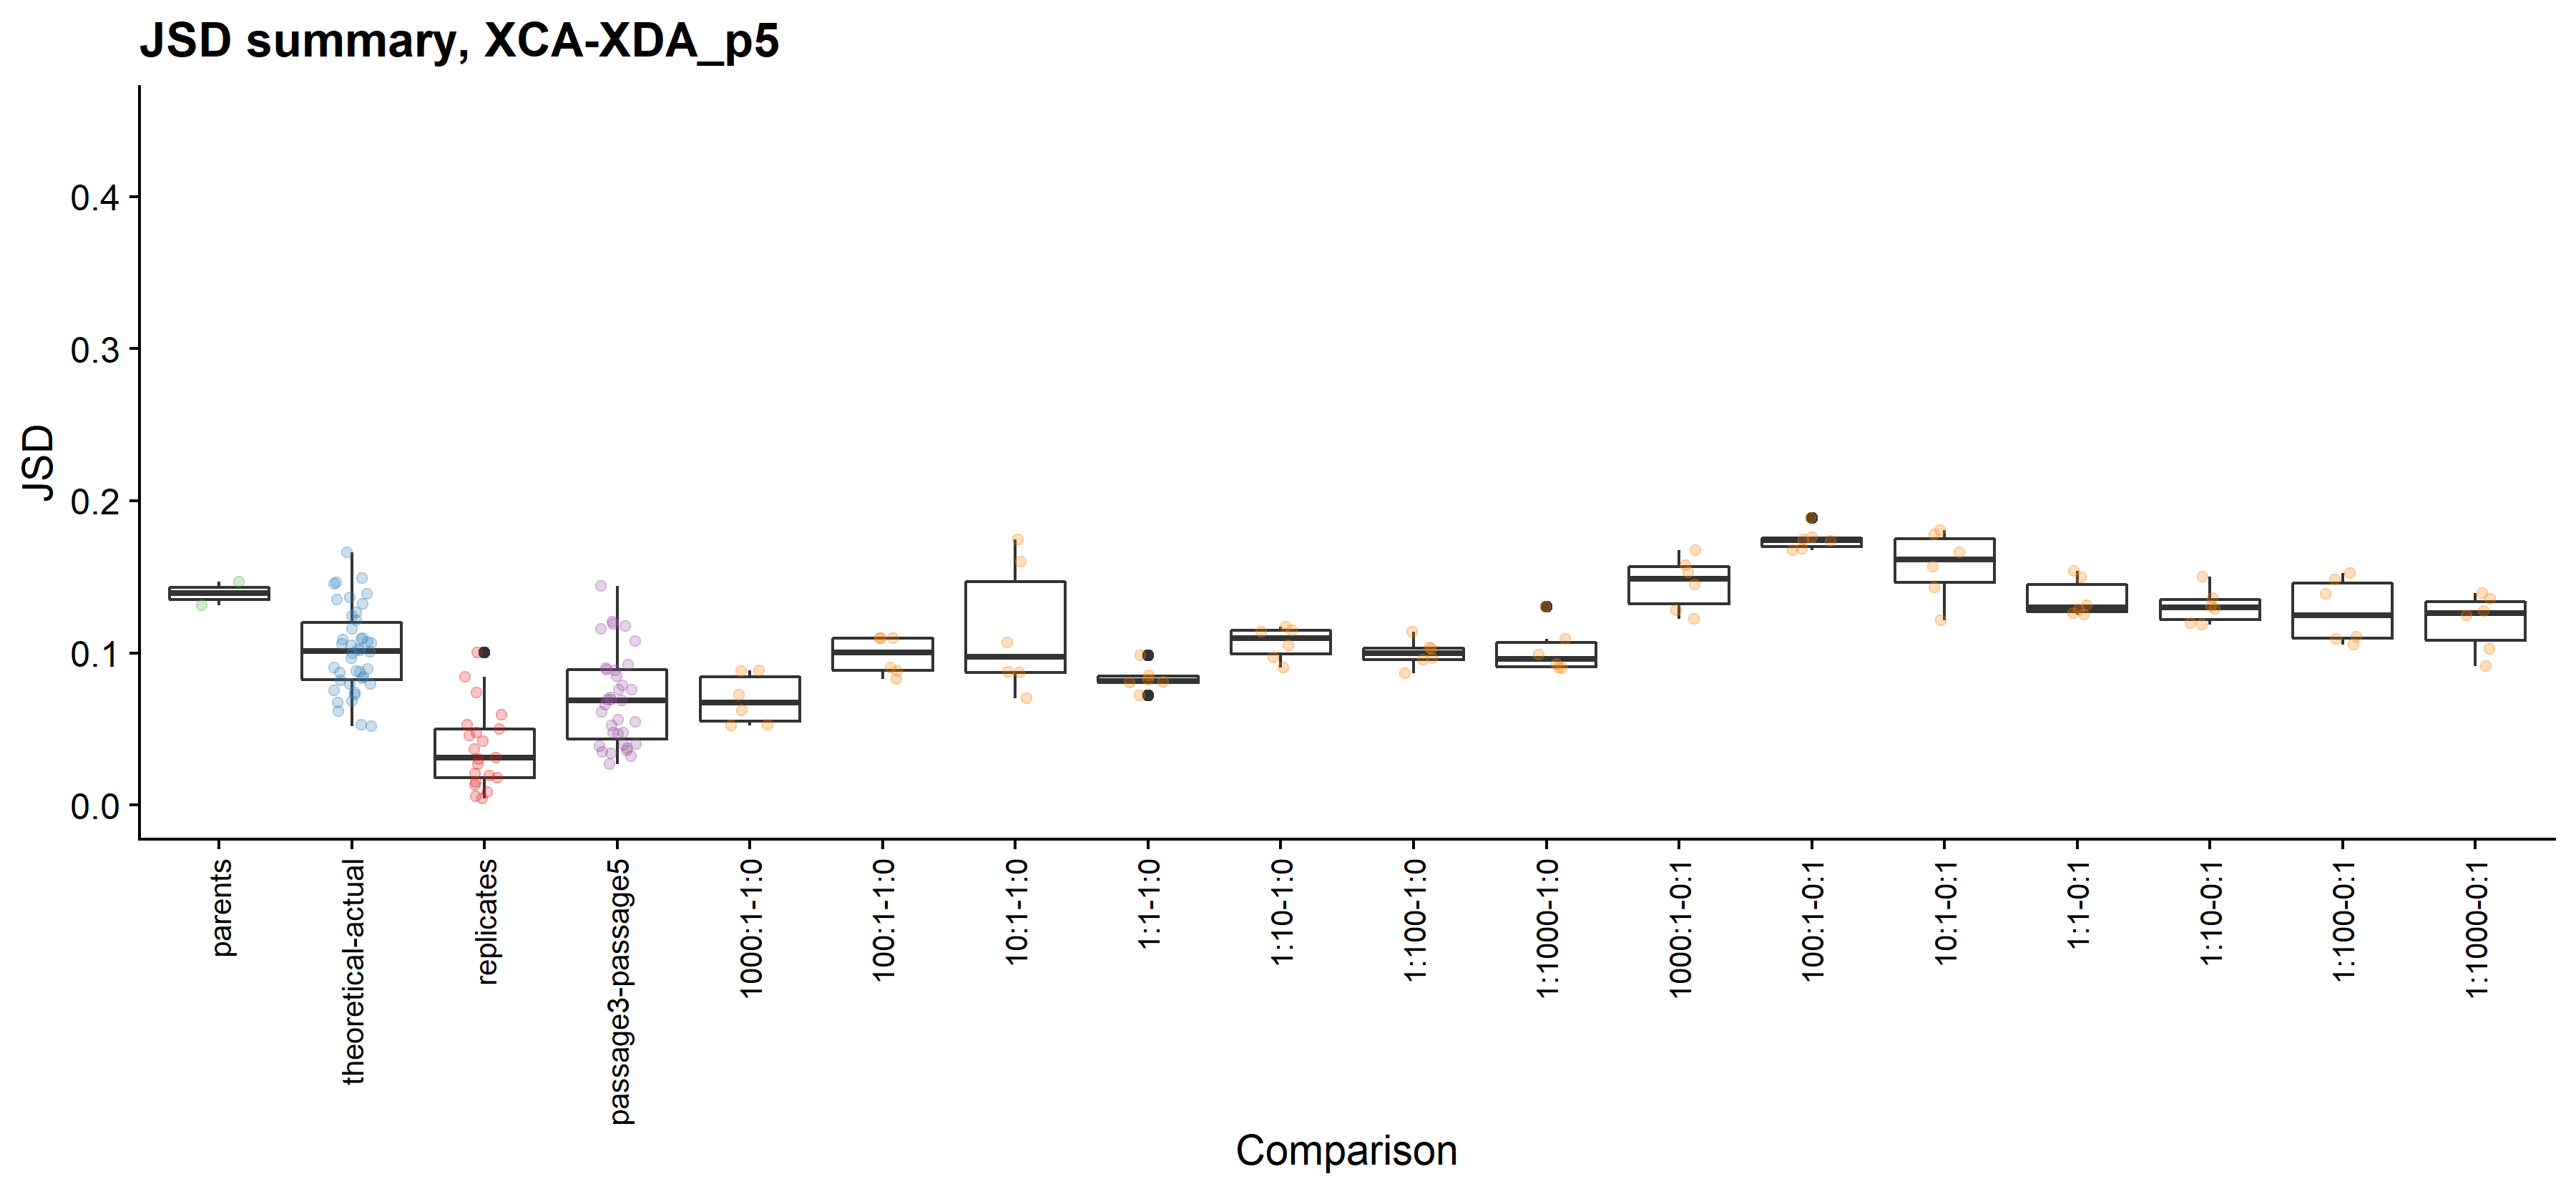 JSD summary, XCA-XDA_p5
JSD
0.4
0.3
0.2
0.1
0.0
parents
theoretical-actual
replicates
passage3-passage5
1000:1-1:0
100:1-1:0
10:1-1:0
1:1-1:0
1:10-1:0
1:100-1:0
1:1000-1:0
1000:1-0:1
100:1-0:1
10:1-0:1
1:1-0:1
1:10-0:1
1:100-0:1
1:1000-0:1
Comparison